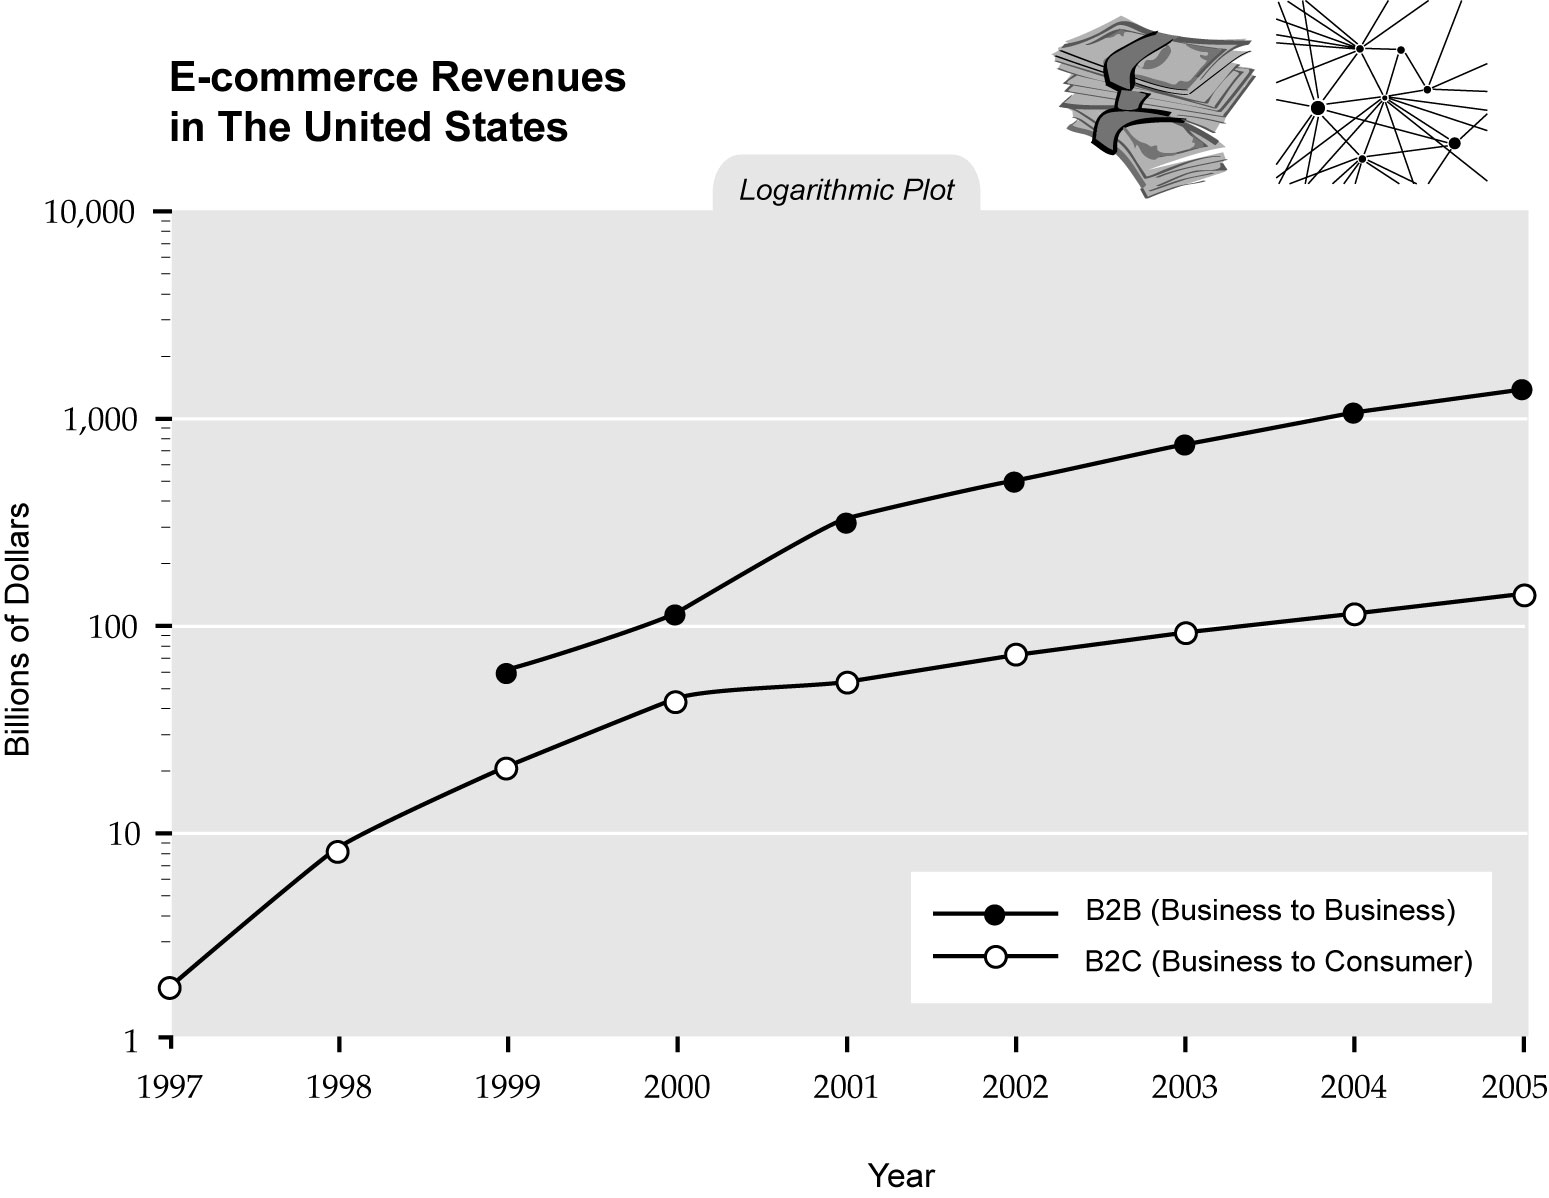 E-commerce Revenues
in The United States
Logarithmic Plot
10,000
1,000
100
10
1
Billions of Dollars
B2B (Business to Business)
B2C (Business to Consumer)
1997 1998 1999 2000 2001 2002 2003 2004 2005
Year